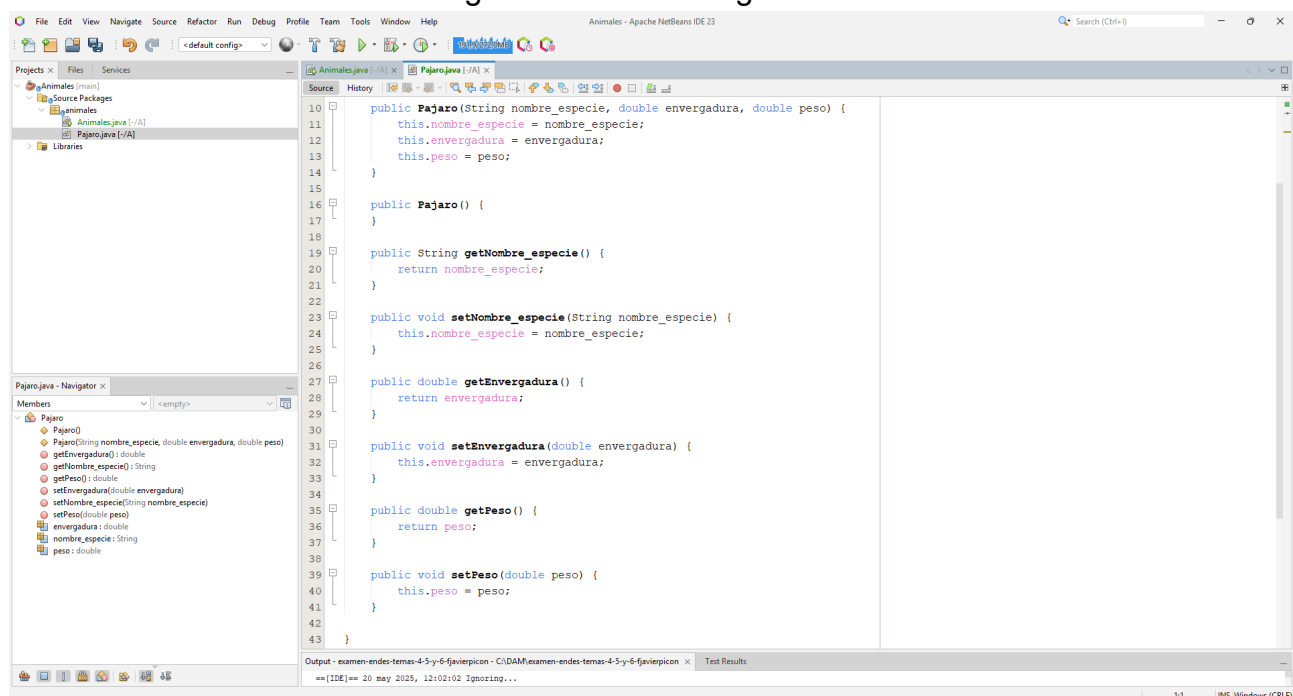 File Edit View Navigate Source Refactor Run Debug Profile Team Tools Window Help
Animales - Apache NetBeans IDE 23
Search (Ctrl+I)
<default config>
Projects
Files
Services
Animales [main]
Source Packages
animales
Animales.java [-/A]
Pajaro.java [-/A]
Libraries
Animales.java [-/A]
Pajaro.java [-/A]
Source
History
10 public Pajaro(String nombre_especie, double envergadura, double peso) {
11 this.nombre_especie = nombre_especie;
12 this.envergadura = envergadura;
13 this.peso = peso;
14 }
15
16 public Pajaro() {
17 }
18
19 public String getNombre_especie() {
20 return nombre_especie;
21 }
22
23 public void setNombre_especie(String nombre_especie) {
24 this.nombre_especie = nombre_especie;
25 }
26
27 public double getEnvergadura() {
28 return envergadura;
29 }
30
31 public void setEnvergadura(double envergadura) {
32 this.envergadura = envergadura;
33 }
34
35 public double getPeso() {
36 return peso;
37 }
38
39 public void setPeso(double peso) {
40 this.peso = peso;
41 }
42
43 }
Pajaro.java - Navigator
Members
<empty>
Pajaro
Pajaro()
Pajaro(String nombre_especie, double envergadura, double peso)
getEnvergadura() : double
getNombre_especie() : String
getPeso() : double
setEnvergadura(double envergadura)
setNombre_especie(String nombre_especie)
setPeso(double peso)
envergadura : double
nombre_especie : String
peso : double
Output - examen-endes-temas-4-5-y-6-fjavierpicon - C:\DAM\examen-endes-temas-4-5-y-6-fjavierpicon
Test Results
==[IDE]== 20 may 2025, 12:02:02 Ignoring...
1:1
INS
Windows (CRLF)